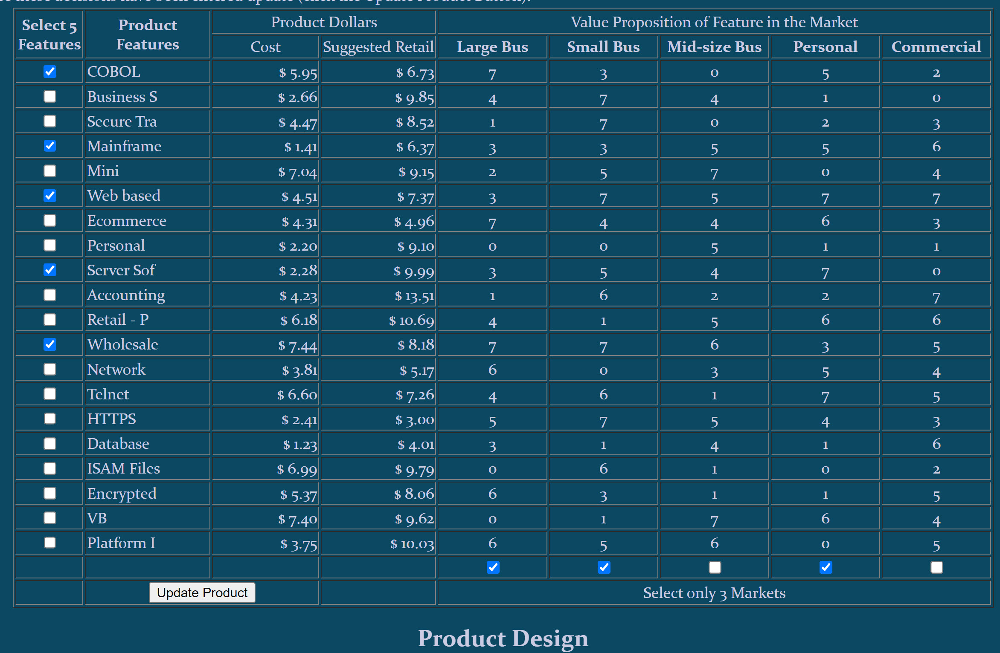 these decisions have been entered update (click the Update Product Button).
Select 5 Features Product Features Product Dollars Value Proposition of Feature in the Market
Cost Suggested Retail Large Bus Small Bus Mid-size Bus Personal Commercial
COBOL $ 5.95 $ 6.73 7 3 0 5 2
Business S $ 2.66 $ 9.85 4 7 4 1 0
Secure Tra $ 4.47 $ 8.52 1 7 0 2 3
Mainframe $ 1.41 $ 6.37 3 3 5 5 6
Mini $ 7.04 $ 9.15 2 5 7 0 4
Web based $ 4.51 $ 7.37 3 7 5 7 7
Ecommerce $ 4.31 $ 4.96 7 4 4 6 3
Personal $ 2.20 $ 9.10 0 0 5 1 1
Server Sof $ 2.28 $ 9.99 3 5 4 7 0
Accounting $ 4.23 $ 13.51 1 6 2 2 7
Retail - P $ 6.18 $ 10.69 4 1 5 6 6
Wholesale $ 7.44 $ 8.18 7 7 6 3 5
Network $ 3.81 $ 5.17 6 0 3 5 4
Telnet $ 6.60 $ 7.26 4 6 1 7 5
HTTPS $ 2.41 $ 3.00 5 7 5 4 3
Database $ 1.23 $ 4.01 3 1 4 1 6
ISAM Files $ 6.99 $ 9.79 0 6 1 0 2
Encrypted $ 5.37 $ 8.06 6 3 1 1 5
VB $ 7.40 $ 9.62 0 1 7 6 4
Platform I $ 3.75 $ 10.03 6 5 6 0 5
Update Product Select only 3 Markets
Product Design